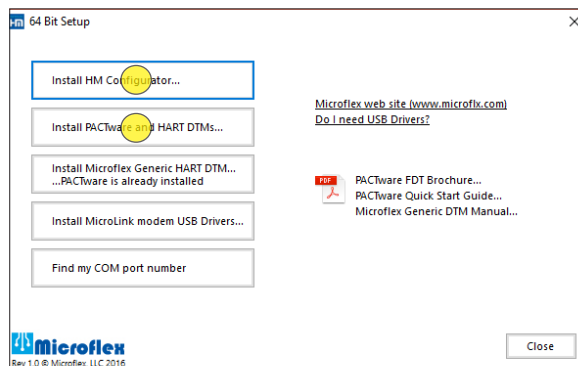 64 Bit Setup
Install HM Configurator...
Install PACTware and HART DTMs...
Install Microflex Generic HART DTM...
...PACTware is already installed
Install MicroLink modem USB Drivers...
Find my COM port number
Microflex web site (www.microflx.com)
Do I need USB Drivers?
PDF
PACTware FDT Brochure...
PACTware Quick Start Guide...
Microflex Generic DTM Manual...
Microflex
Rev 1.0 © Microflex, LLC 2016
Close